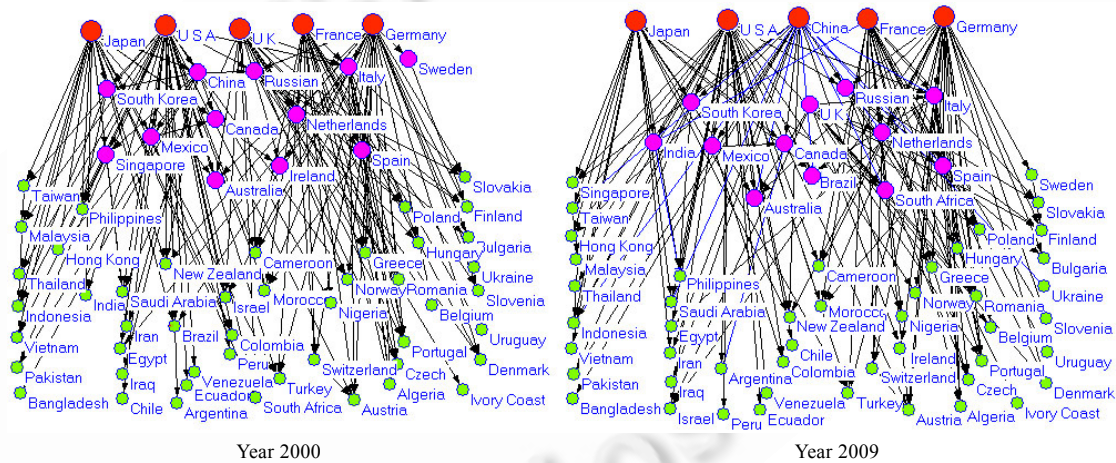 Japan
U S A
U K
France
Germany
Sweden
China
Russian
Italy
South Korea
Canada
Netherlands
Mexico
Singapore
Ireland
Spain
Australia
Taiwan
Philippines
Poland
Slovakia
Finland
Malaysia
Hong Kong
New Zealand
Cameroon
Greece
Hungary
Bulgaria
Thailand
India
Saudi Arabia
Israel
Morocco
Norway
Romania
Ukraine
Slovenia
Indonesia
Nigeria
Belgium
Vietnam
Iran
Brazil
Colombia
Portugal
Uruguay
Egypt
Peru
Switzerland
Czech
Denmark
Pakistan
Iraq
Venezuela
Ecuador
Turkey
Algeria
Ivory Coast
Bangladesh
Chile
Argentina
South Africa
Austria
Year 2000
Japan
U S A
China
France
Germany
South Korea
Russian
Italy
U K
India
Mexico
Canada
Netherlands
Brazil
Spain
Australia
South Africa
Sweden
Singapore
Taiwan
Slovakia
Hong Kong
Poland
Finland
Malaysia
Hungary
Bulgaria
Thailand
Philippines
Cameroon
Greece
Ukraine
Indonesia
Saudi Arabia
New Zealand
Morocco
Norway
Nigeria
Romania
Slovenia
Vietnam
Egypt
Chile
Ireland
Belgium
Uruguay
Pakistan
Iran
Argentina
Colombia
Switzerland
Portugal
Denmark
Bangladesh
Iraq
Israel
Peru
Venezuela
Ecuador
Turkey
Czech
Austria
Algeria
Ivory Coast
Year 2009